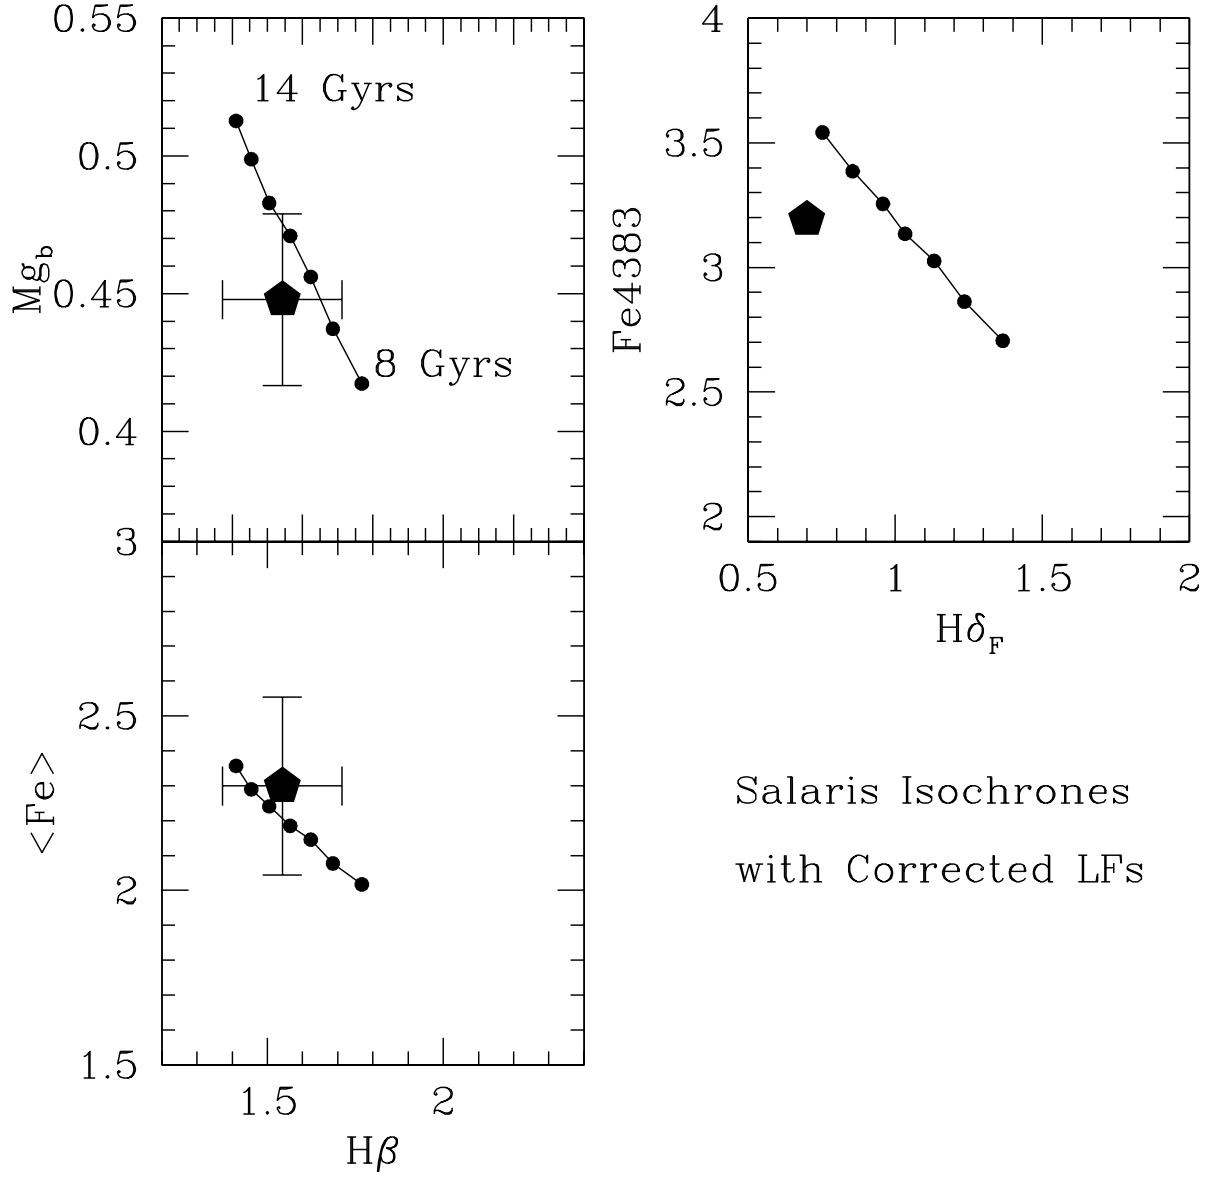 0.55
14 Gyrs
0.5
Mg_b
0.45
8 Gyrs
0.4
3
2.5
<Fe>
2
1.5
1.5 2
Hβ
4
3.5
Fe4383
3
2.5
2
0.5 1 1.5 2
Hδ_F
Salaris Isochrones
with Corrected LFs